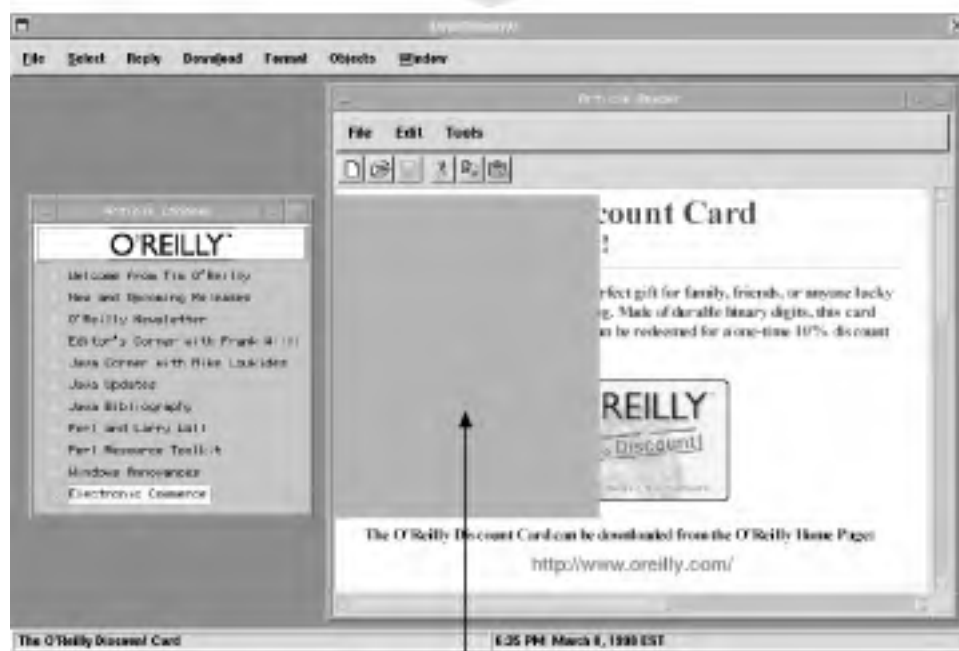 File Select Reply Download Format Objects Window
Article Reader
File Edit Tools
Article
O'REILLY
Welcome from Tim O'Reilly
New and Upcoming Releases
O'Reilly Newsletter
Editor's Corner with Frank
Java Corner with Mike Loukides
Java Updates
Java Bibliography
Perl and Larry Wall
Perl Resource Toolkit
Windows Annoyances
Electronic Commerce
count Card
!
rfect gift for family, friends, or anyone lucky
g. Made of durable binary digits, this card
n be redeemed for a one-time 10% discount
REILLY
Discount!
The O'Reilly Discount Card can be downloaded from the O'Reilly Home Page:
http://www.oreilly.com/
The O'Reilly Discount Card
6:35 PM March 8, 1998 EST